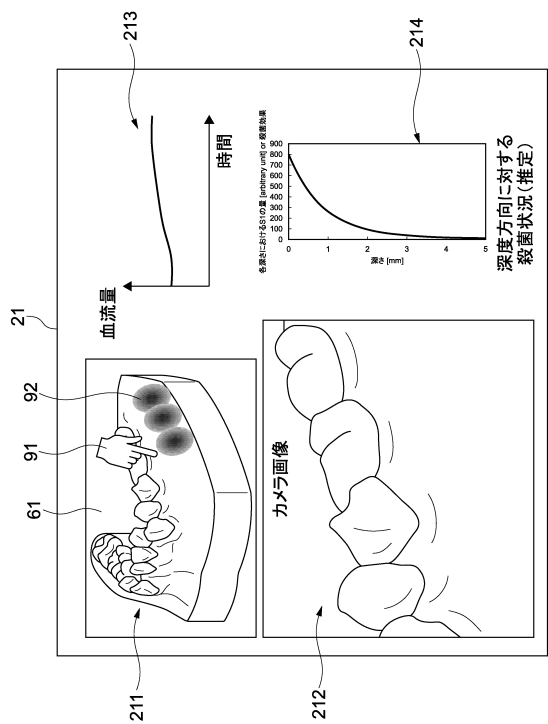 21
61 91 92
血流量
213
211
時間
カメラ画像
各深さにおけるS1の量 [arbitrary unit] or 殺菌効果
900
800
700
600
500
400
300
200
100
0
0 1 2 3 4 5
深さ [mm]
212
214
深度方向に対する
殺菌状況(推定)